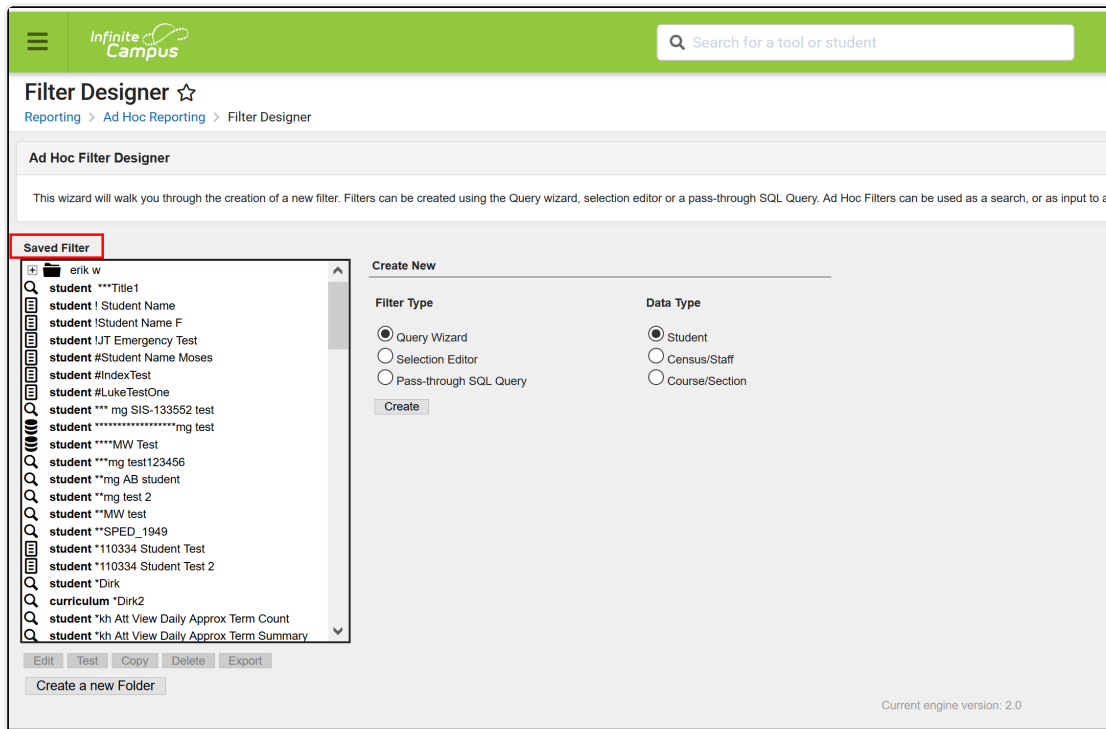 Infinite Campus
Search for a tool or student
Filter Designer
Reporting > Ad Hoc Reporting > Filter Designer
Ad Hoc Filter Designer
This wizard will walk you through the creation of a new filter. Filters can be created using the Query wizard, selection editor or a pass-through SQL Query. Ad Hoc Filters can be used as a search, or as input to a
Saved Filter
erik w
student ***Title1
student ! Student Name
student !Student Name F
student !JT Emergency Test
student #Student Name Moses
student #IndexTest
student #LukeTestOne
student *** mg SIS-133552 test
student ******************mg test
student ****MW Test
student ***mg test123456
student **mg AB student
student **mg test 2
student **MW test
student **SPED_1949
student *110334 Student Test
student *110334 Student Test 2
student *Dirk
curriculum *Dirk2
student *kh Att View Daily Approx Term Count
student *kh Att View Daily Approx Term Summary
Edit Test Copy Delete Export
Create a new Folder
Create New
Filter Type
Query Wizard
Selection Editor
Pass-through SQL Query
Create
Data Type
Student
Census/Staff
Course/Section
Current engine version: 2.0